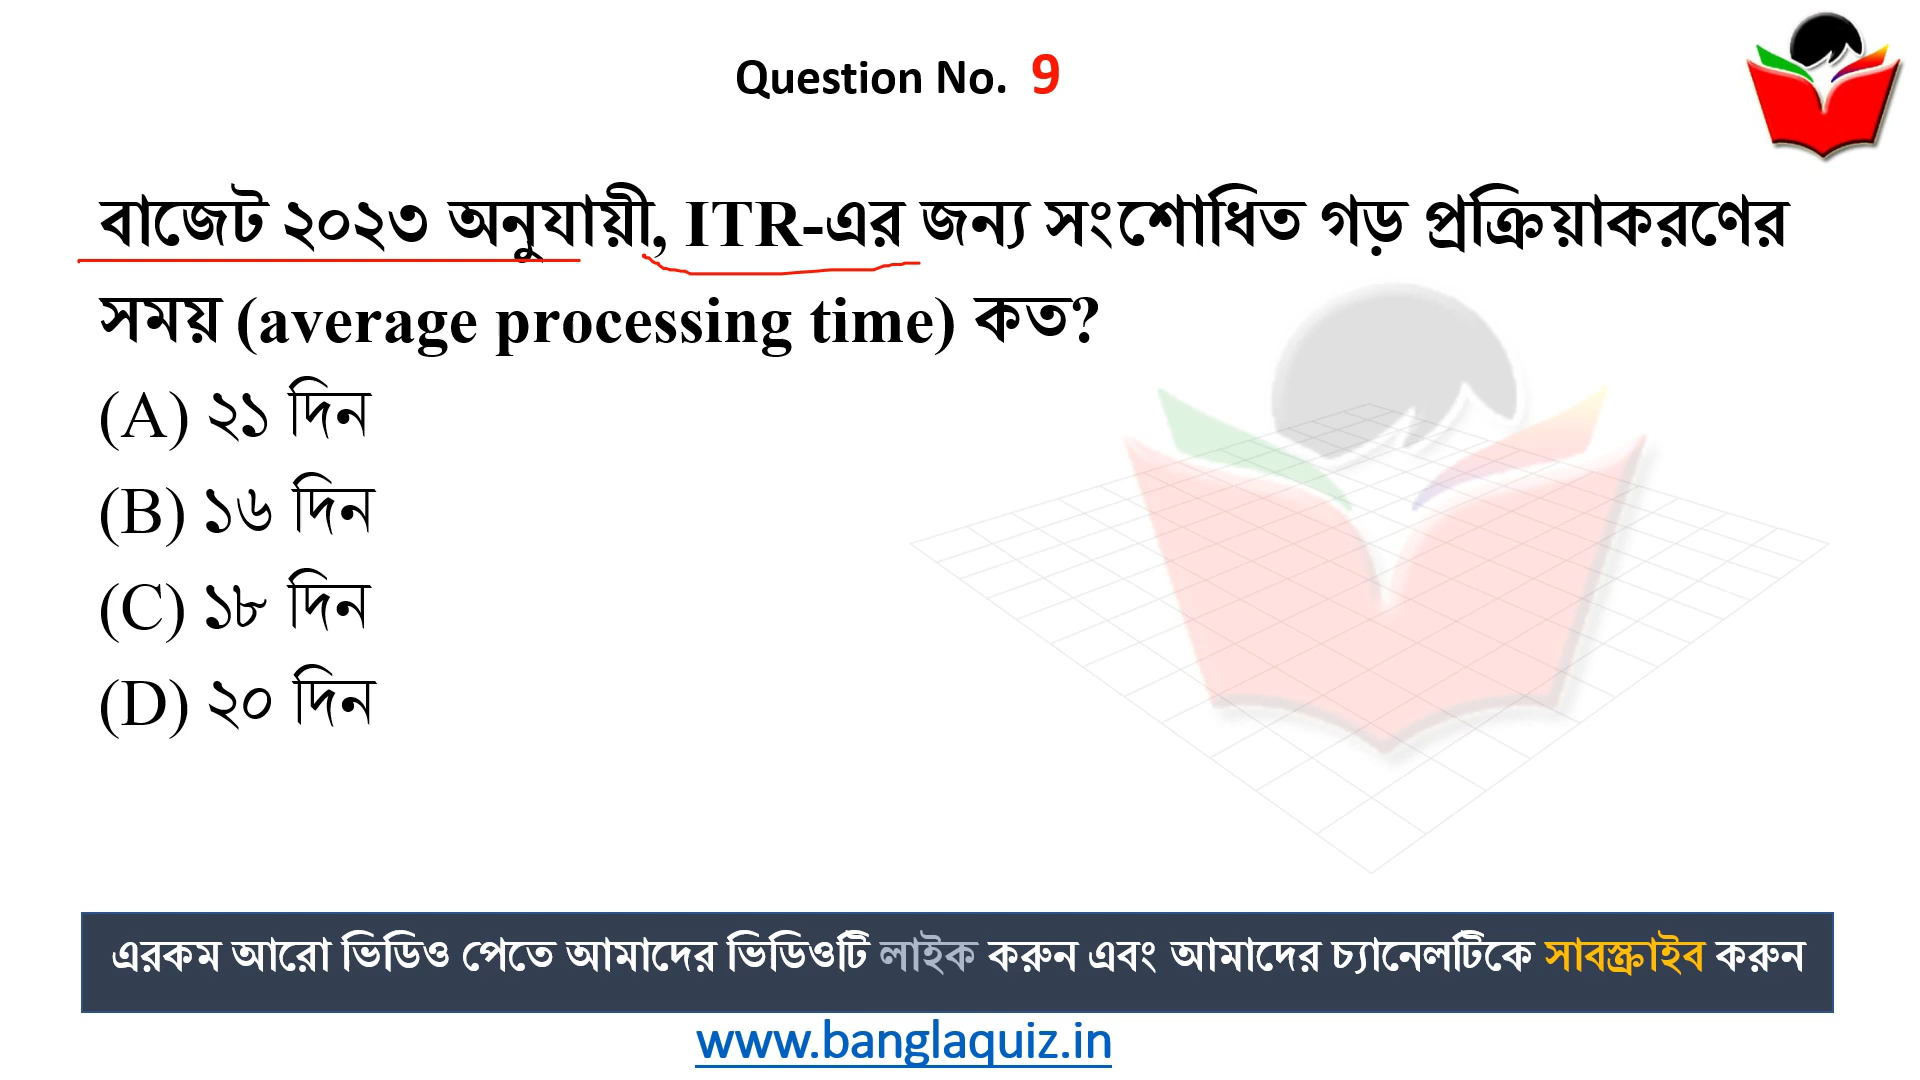 Question No. 9
বাজেট ২০২৩ অনুযায়ী, ITR-এর জন্য সংশোধিত গড় প্রক্রিয়াকরণের
সময় (average processing time) কত?
(A) ২১ দিন
(B) ১৬ দিন
(C) ১৮ দিন
(D) ২০ দিন
এরকম আরো ভিডিও পেতে আমাদের ভিডিওটি লাইক করুন এবং আমাদের চ্যানেলটিকে সাবস্ক্রাইব করুন
www.banglaquiz.in